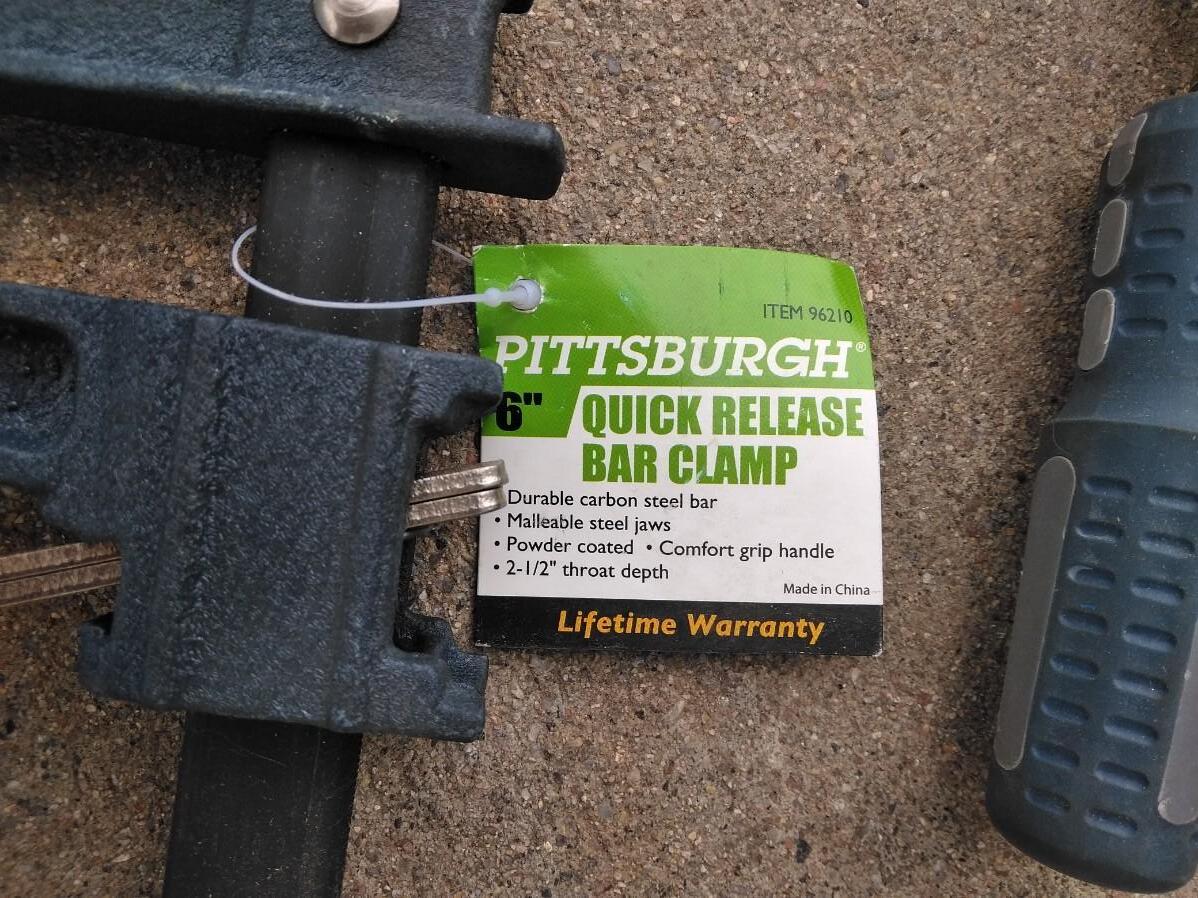 ITEM 96210
PITTSBURGH®
6" QUICK RELEASE
BAR CLAMP
Durable carbon steel bar
• Malleable steel jaws
• Powder coated • Comfort grip handle
• 2-1/2" throat depth
Made in China
Lifetime Warranty